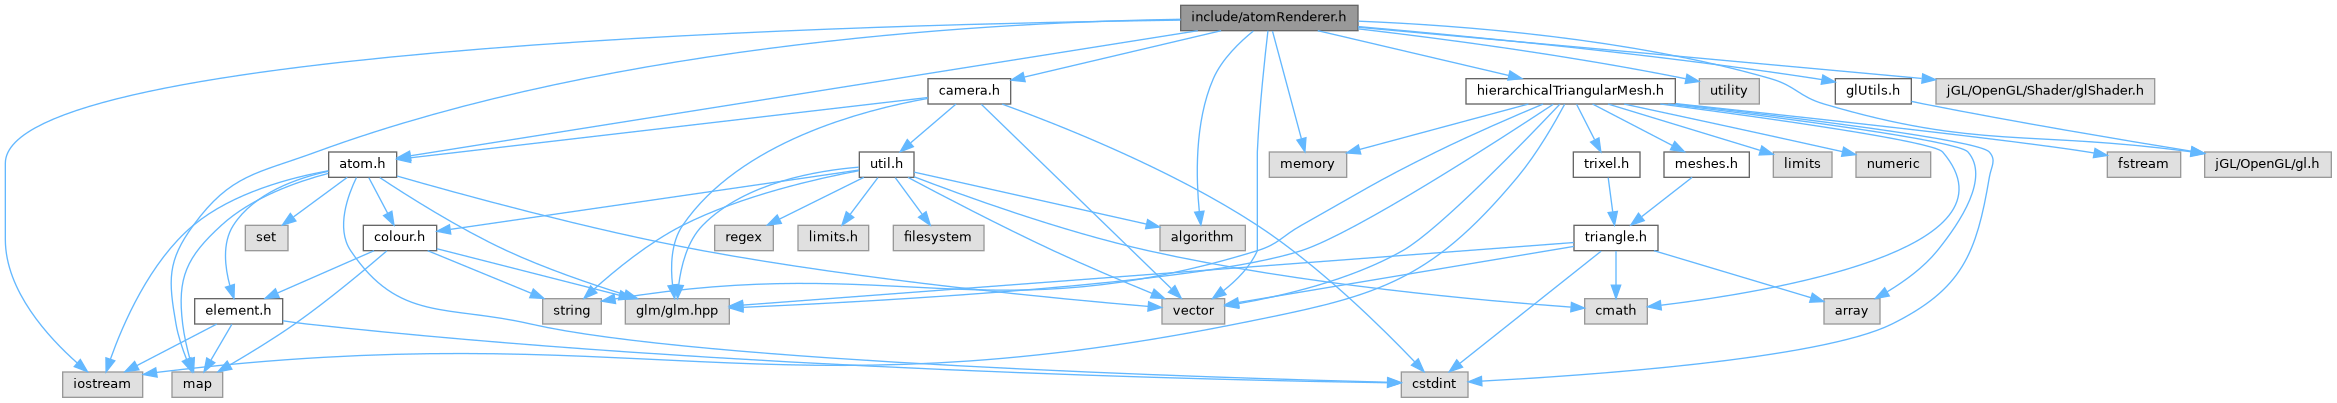 include/atomRenderer.h
camera.h
hierarchicalTriangularMesh.h
utility
glUtils.h
jGL/OpenGL/Shader/glShader.h
atom.h
util.h
memory
trixel.h
meshes.h
limits
numeric
fstream
jGL/OpenGL/gl.h
set
colour.h
regex
limits.h
filesystem
algorithm
triangle.h
element.h
string
glm/glm.hpp
vector
cmath
array
iostream
map
cstdint